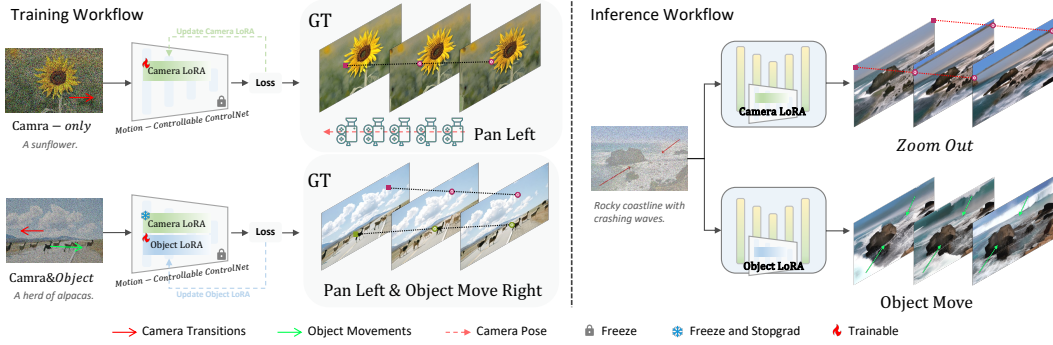 Training Workflow
GT
Update Camera LoRA
Camera LoRA
Loss
Motion − Controllable ControlNet
Camra − only
A sunflower.
Pan Left
GT
Camera LoRA
Object LoRA
Loss
Motion − Controllable ControlNet
Update Object LoRA
Camra&Object
A herd of alpacas.
Pan Left & Object Move Right
Inference Workflow
Camera LoRA
Zoom Out
Rocky coastline with
crashing waves.
Object LoRA
Object Move
Camera Transitions
Object Movements
Camera Pose
Freeze
Freeze and Stopgrad
Trainable